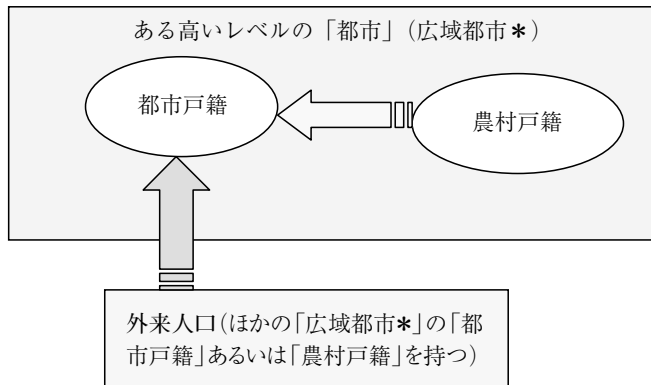 ある高いレベルの「都市」(広域都市*)
都市戸籍
農村戸籍
外来人口(ほかの「広域都市*」の「都
市戸籍」あるいは「農村戸籍」を持つ)